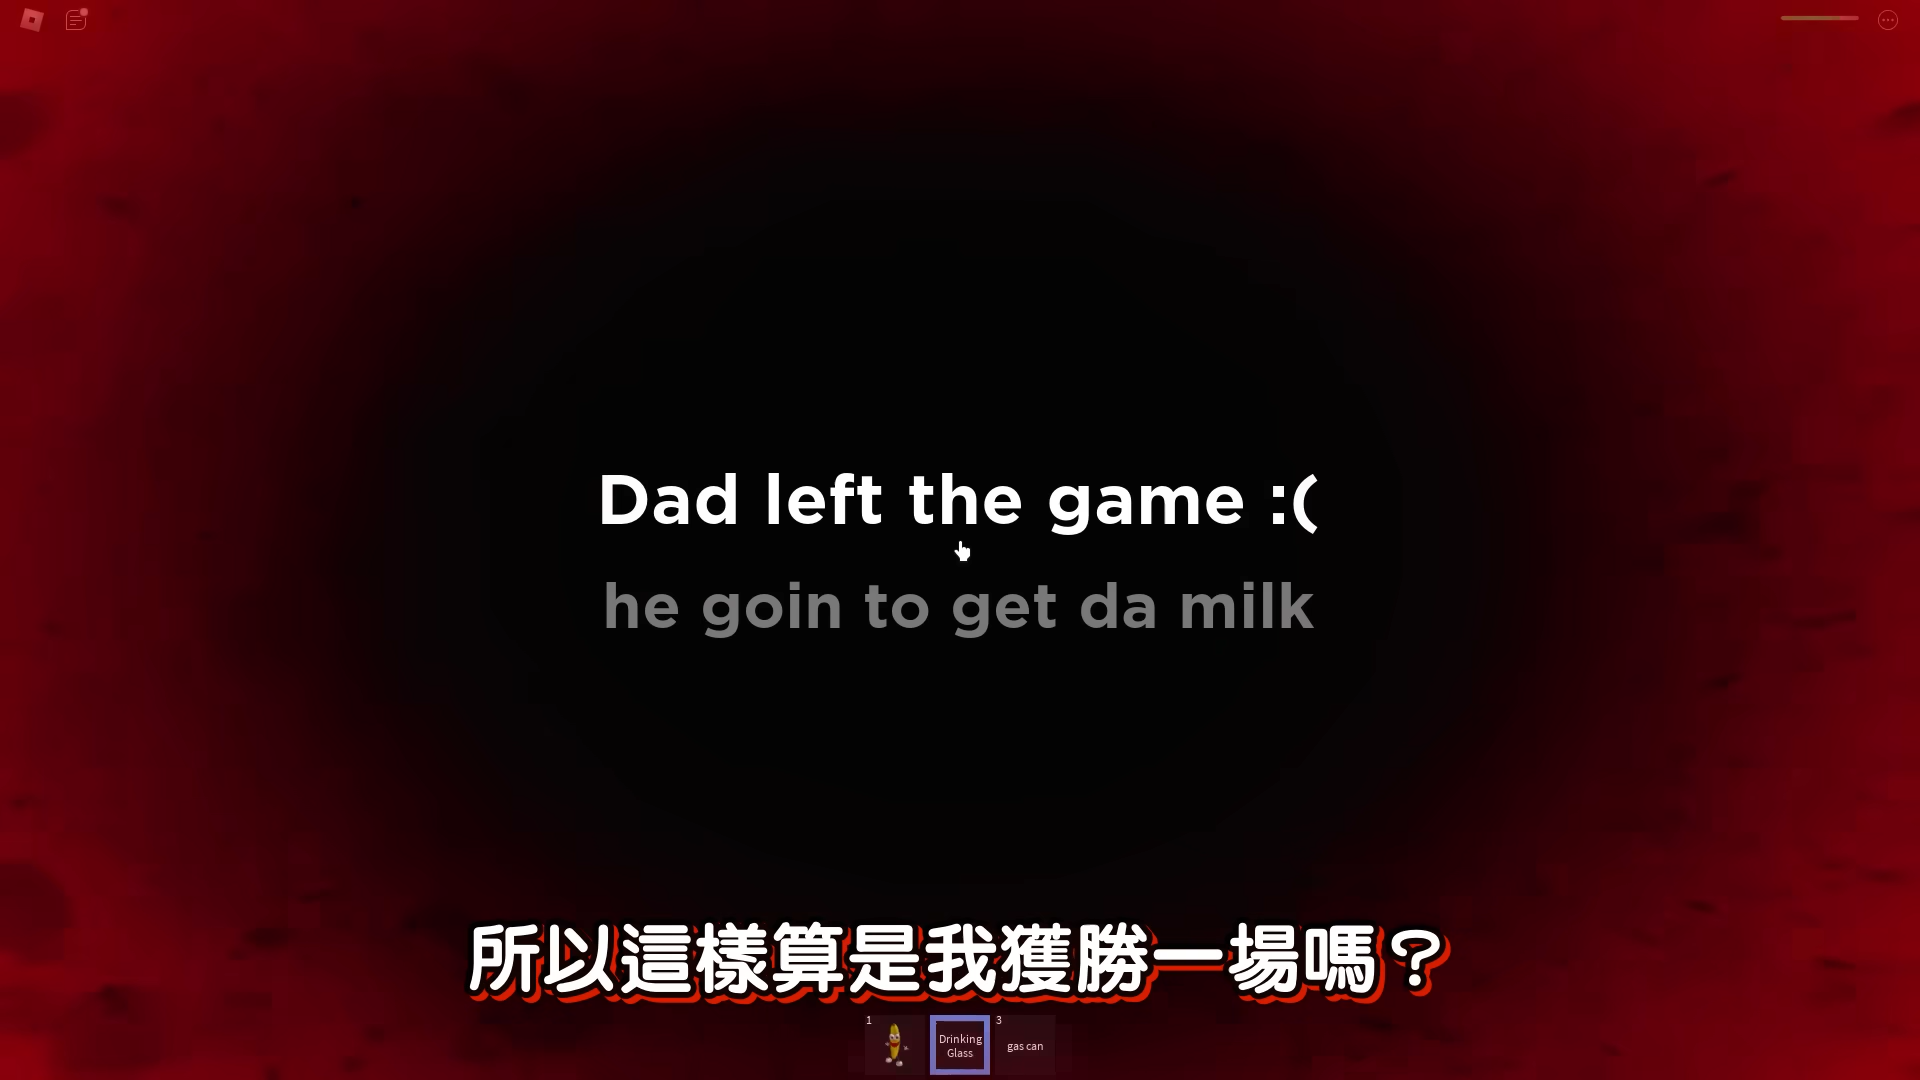 Dad left the game :(
he goin to get da milk
所以這樣算是我獲勝一場嗎？
1
Drinking
Glass
3
gas can